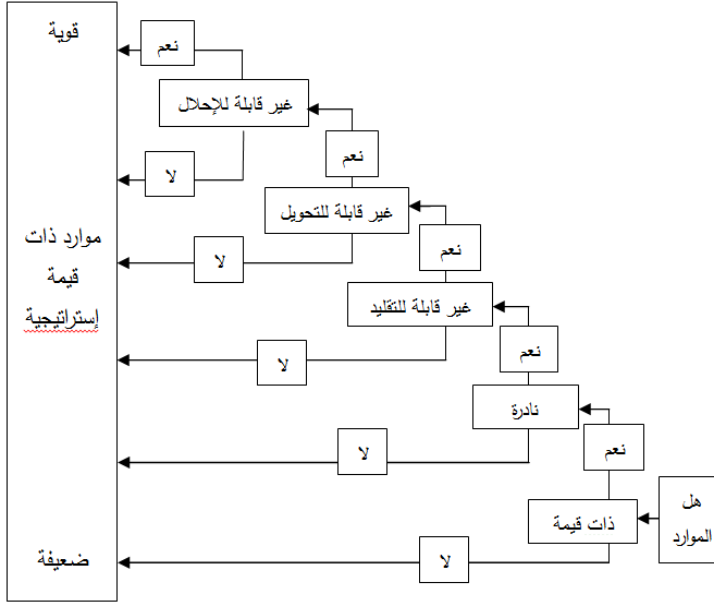 قوية
نعم
غير قابلة للإحلال
نعم
لا
غير قابلة للتحويل
موارد ذات
قيمة
إستراتيجية
نعم
لا
غير قابلة للتقليد
نعم
لا
نادرة
نعم
لا
هل
الموارد
ذات قيمة
ضعيفة
لا